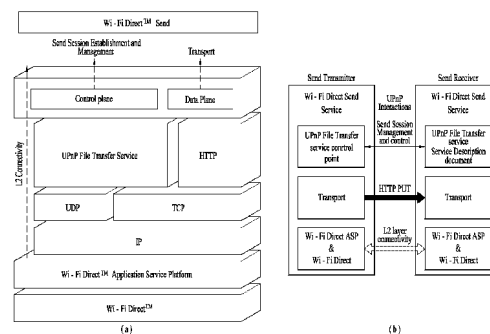 Wi - Fi Direct™ Send
Send Session Establishment and
Management
Transport
Control plane
Data Plane
L2 Connectivity
UPnP File Transfer Service
HTTP
UDP
TCP
IP
Wi - Fi Direct™ Application Service Platform
Wi - Fi Direct™
(a)
Send Transmitter
Send Receiver
Wi - Fi Direct Send
Service
UPnP
Interactions
Wi - Fi Direct Send
Service
UPnP File Transfer
service control
point
Send Session
Management
and control
UPnP File Transfer
service
Service Description
document
Transport
HTTP PUT
Transport
Wi - Fi Direct ASP
&
Wi - Fi Direct
L2 layer
connectivity
Wi - Fi Direct ASP
&
Wi - Fi Direct
(b)